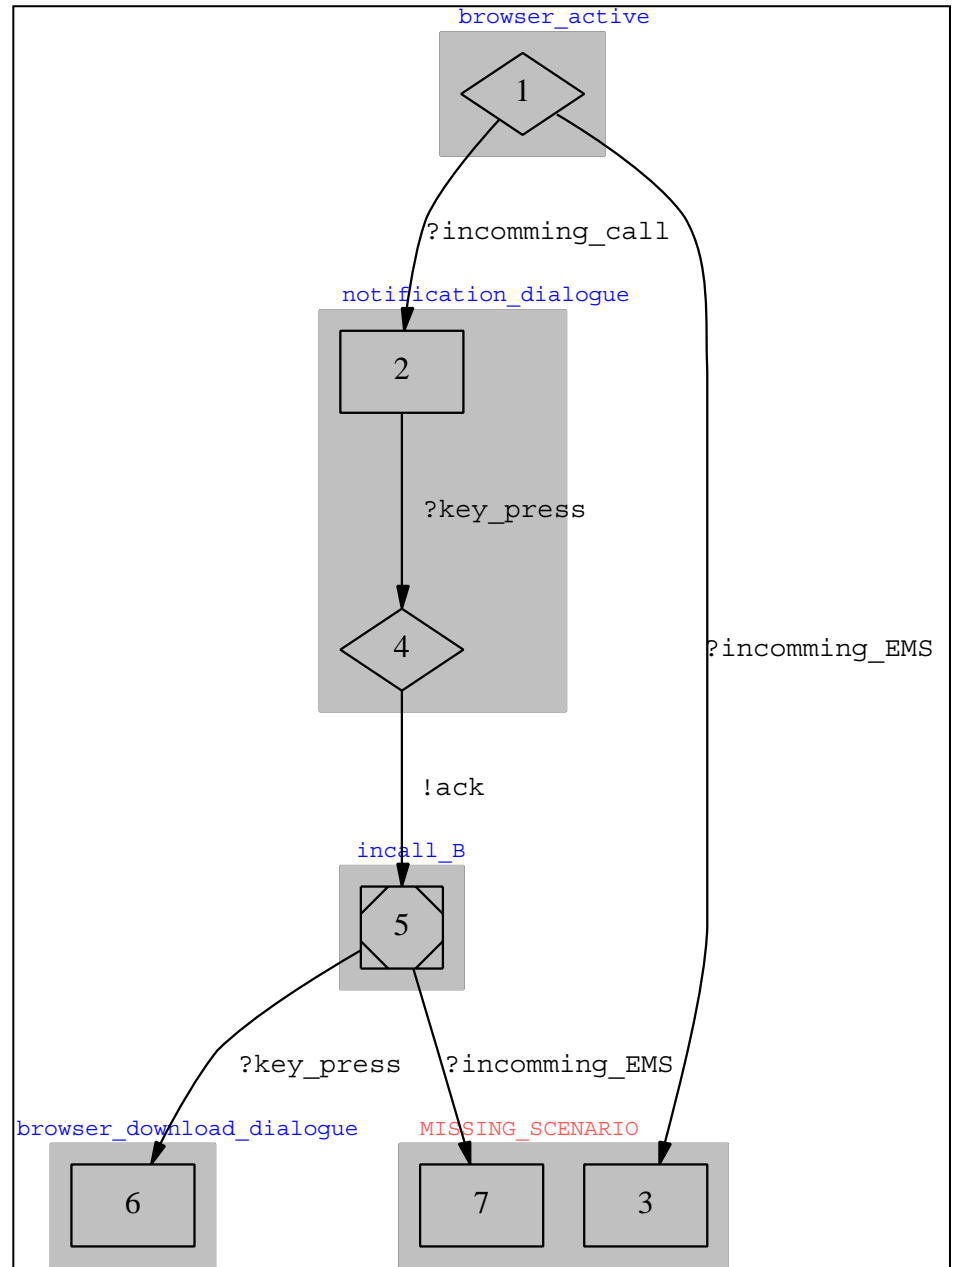 browser_active
1
?incomming_call
notification_dialogue
2
?key_press
4
?incomming_EMS
!ack
incall_B
5
?key_press
?incomming_EMS
browser_download_dialogue
MISSING_SCENARIO
6
7
3